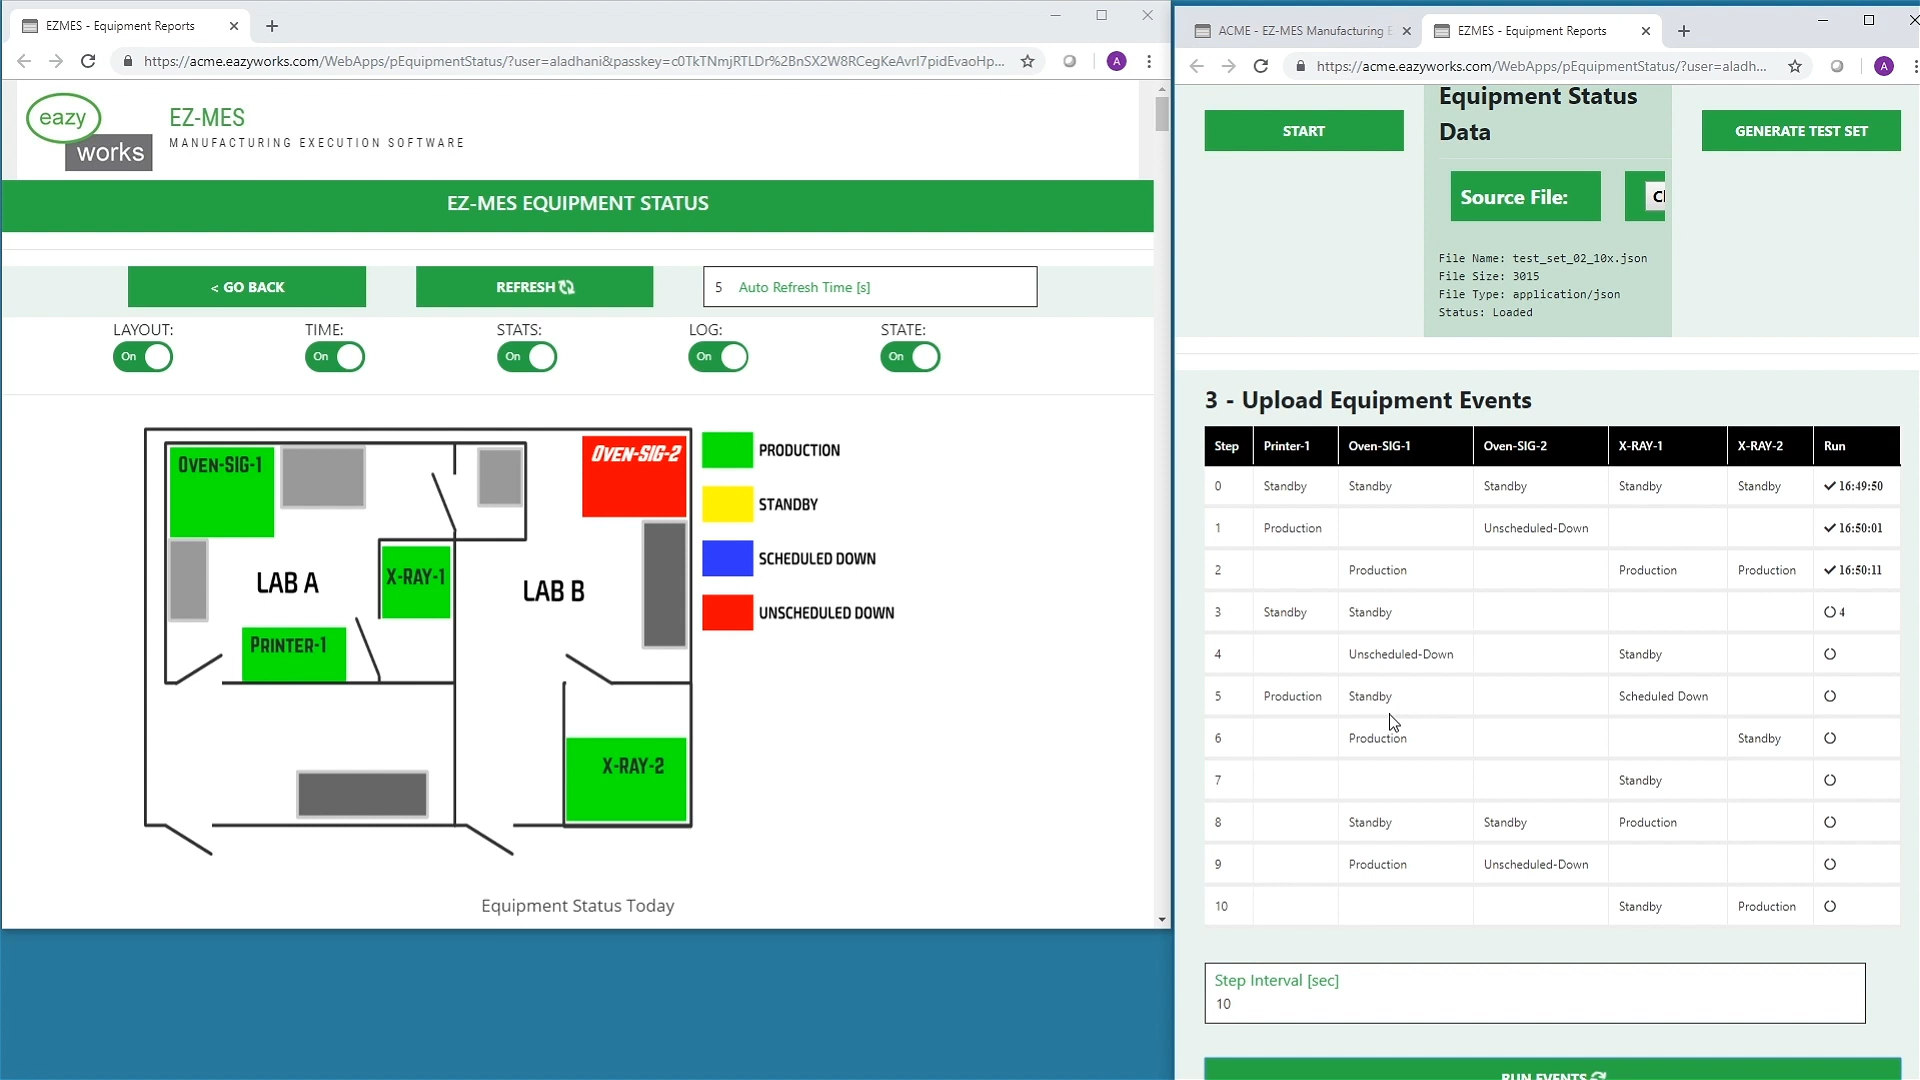 EZMES - Equipment Reports
https://acme.eazyworks.com/WebApps/pEquipmentStatus/?user=aladhani&passkey=c0TkTNmjRTLDr%2BnSX2W8RCegKeAvrI7pidEvaoHp...
A
eazy
works
EZ-MES
MANUFACTURING EXECUTION SOFTWARE
EZ-MES EQUIPMENT STATUS
< GO BACK
REFRESH
5 Auto Refresh Time [s]
LAYOUT: TIME: STATS: LOG: STATE:
On On On On On
OVEN-SIG-1
OVEN-SIG-2
X-RAY-1
LAB A
LAB B
PRINTER-1
X-RAY-2
PRODUCTION
STANDBY
SCHEDULED DOWN
UNSCHEDULED DOWN
Equipment Status Today
ACME - EZ-MES Manufacturing E
EZMES - Equipment Reports
https://acme.eazyworks.com/WebApps/pEquipmentStatus/?user=aladh...
A
START
Equipment Status
Data
GENERATE TEST SET
Source File:
File Name: test_set_02_10x.json
File Size: 3015
File Type: application/json
Status: Loaded
3 - Upload Equipment Events
Step Printer-1 Oven-SIG-1 Oven-SIG-2 X-RAY-1 X-RAY-2 Run
0 Standby Standby Standby Standby Standby 16:49:50
1 Production Unscheduled-Down 16:50:01
2 Production Production Production 16:50:11
3 Standby Standby 4
4 Unscheduled-Down Standby
5 Production Standby Scheduled Down
6 Production Standby
7 Standby
8 Standby Standby Production
9 Production Unscheduled-Down
10 Standby Production
Step Interval [sec]
10
RUN EVENTS